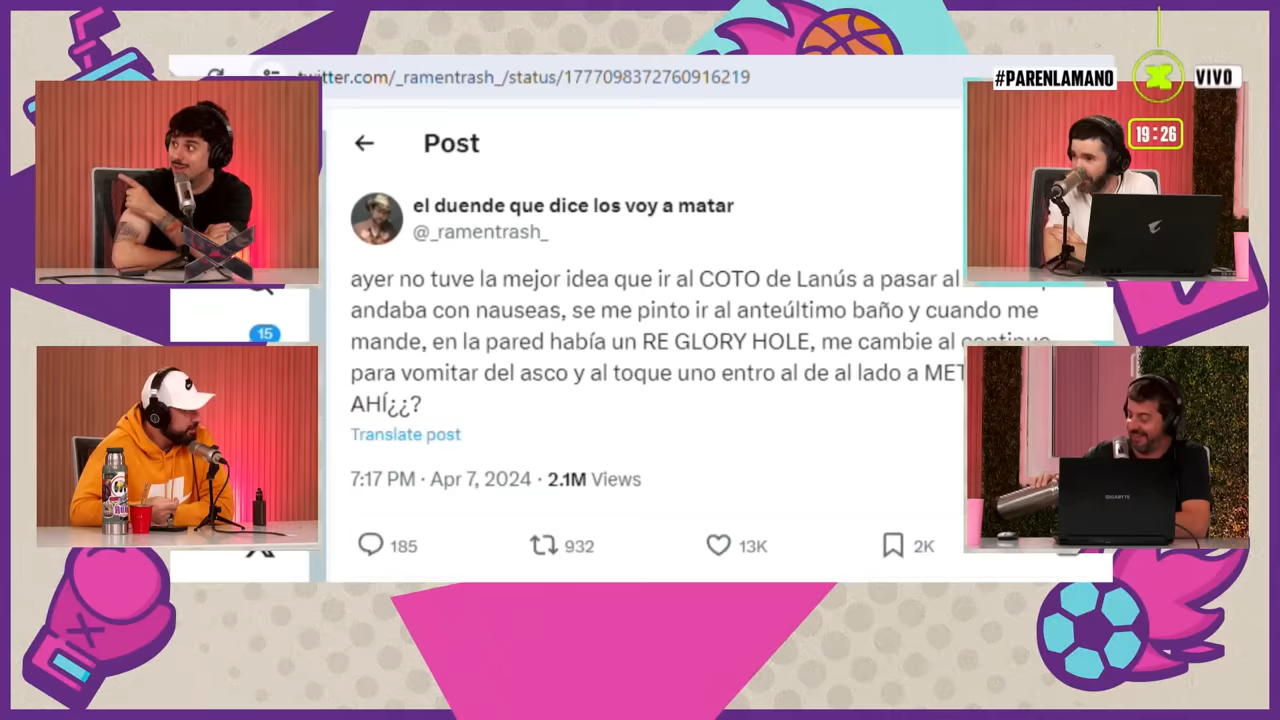 twitter.com/_ramentrash_/status/1777098372760916219
#PARENLAMANO
VIVO
19:26
Post
el duende que dice los voy a matar
@_ramentrash_
ayer no tuve la mejor idea que ir al COTO de Lanús a pasar al
andaba con nauseas, se me pinto ir al anteúltimo baño y cuando me
mande, en la pared había un RE GLORY HOLE, me cambie al continuo
para vomitar del asco y al toque uno entro al de al lado a
AHÍ¿¿?
Translate post
7:17 PM · Apr 7, 2024 · 2.1M Views
185
932
13K
2K
15
GIGABYTE